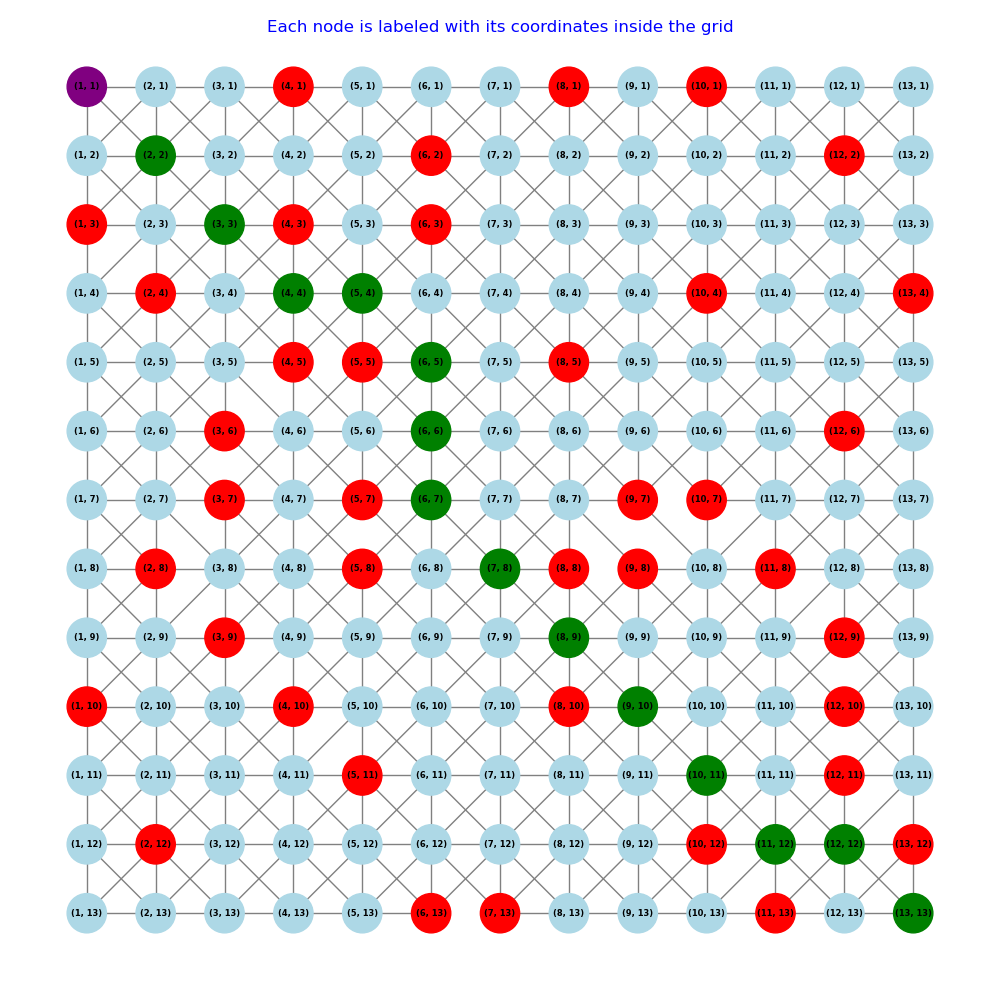 Each node is labeled with its coordinates inside the grid
(1, 1) (2, 1) (3, 1) (4, 1) (5, 1) (6, 1) (7, 1) (8, 1) (9, 1) (10, 1) (11, 1) (12, 1) (13, 1)
(1, 2) (2, 2) (3, 2) (4, 2) (5, 2) (6, 2) (7, 2) (8, 2) (9, 2) (10, 2) (11, 2) (12, 2) (13, 2)
(1, 3) (2, 3) (3, 3) (4, 3) (5, 3) (6, 3) (7, 3) (8, 3) (9, 3) (10, 3) (11, 3) (12, 3) (13, 3)
(1, 4) (2, 4) (3, 4) (4, 4) (5, 4) (6, 4) (7, 4) (8, 4) (9, 4) (10, 4) (11, 4) (12, 4) (13, 4)
(1, 5) (2, 5) (3, 5) (4, 5) (5, 5) (6, 5) (7, 5) (8, 5) (9, 5) (10, 5) (11, 5) (12, 5) (13, 5)
(1, 6) (2, 6) (3, 6) (4, 6) (5, 6) (6, 6) (7, 6) (8, 6) (9, 6) (10, 6) (11, 6) (12, 6) (13, 6)
(1, 7) (2, 7) (3, 7) (4, 7) (5, 7) (6, 7) (7, 7) (8, 7) (9, 7) (10, 7) (11, 7) (12, 7) (13, 7)
(1, 8) (2, 8) (3, 8) (4, 8) (5, 8) (6, 8) (7, 8) (8, 8) (9, 8) (10, 8) (11, 8) (12, 8) (13, 8)
(1, 9) (2, 9) (3, 9) (4, 9) (5, 9) (6, 9) (7, 9) (8, 9) (9, 9) (10, 9) (11, 9) (12, 9) (13, 9)
(1, 10) (2, 10) (3, 10) (4, 10) (5, 10) (6, 10) (7, 10) (8, 10) (9, 10) (10, 10) (11, 10) (12, 10) (13, 10)
(1, 11) (2, 11) (3, 11) (4, 11) (5, 11) (6, 11) (7, 11) (8, 11) (9, 11) (10, 11) (11, 11) (12, 11) (13, 11)
(1, 12) (2, 12) (3, 12) (4, 12) (5, 12) (6, 12) (7, 12) (8, 12) (9, 12) (10, 12) (11, 12) (12, 12) (13, 12)
(1, 13) (2, 13) (3, 13) (4, 13) (5, 13) (6, 13) (7, 13) (8, 13) (9, 13) (10, 13) (11, 13) (12, 13) (13, 13)